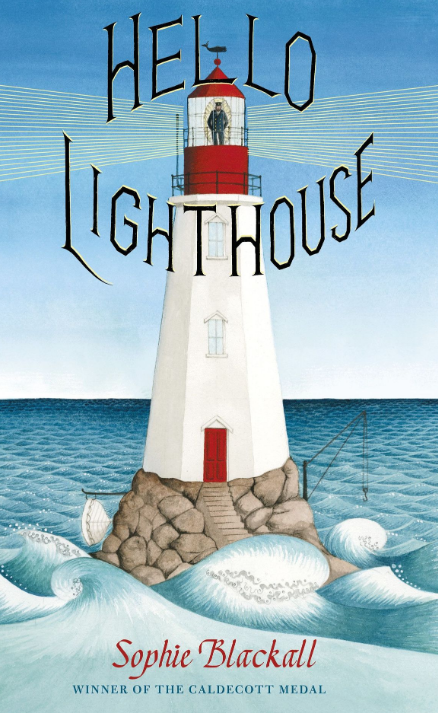 HELLO
LIGHTHOUSE
Sophie Blackall
WINNER OF THE CALDECOTT MEDAL